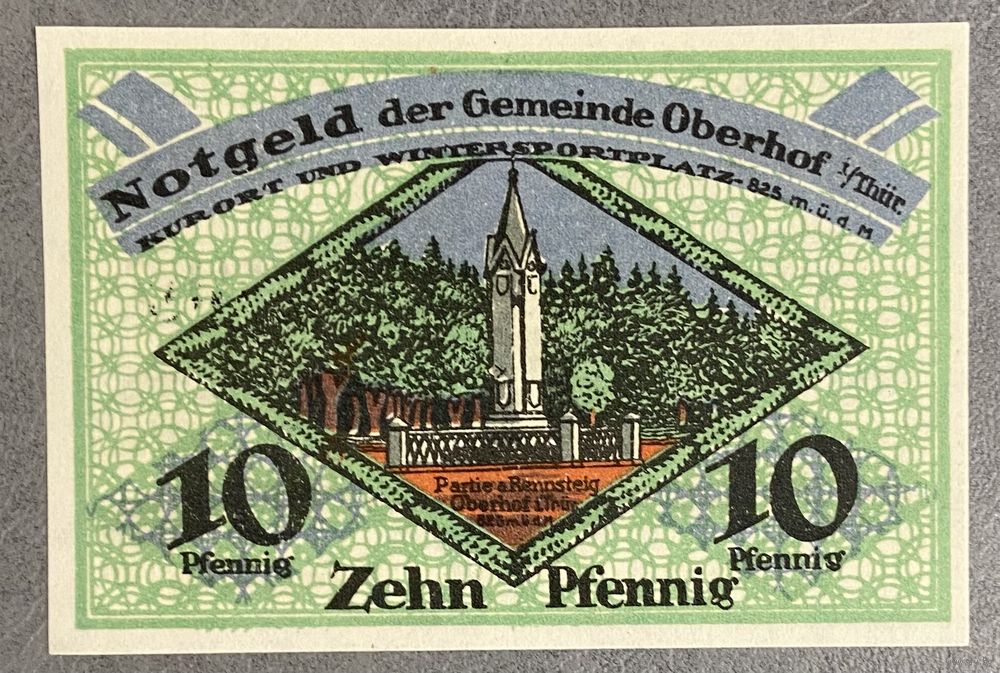 Notgeld der Gemeinde Oberhof i/Thür.
KURORT UND WINTERSPORTPLATZ - 825 m.ü.d.M
Partie a Rennsteig
Oberhof i. Thür
825 m ü d M
10
Pfennig
10
Pfennig
Zehn Pfennig